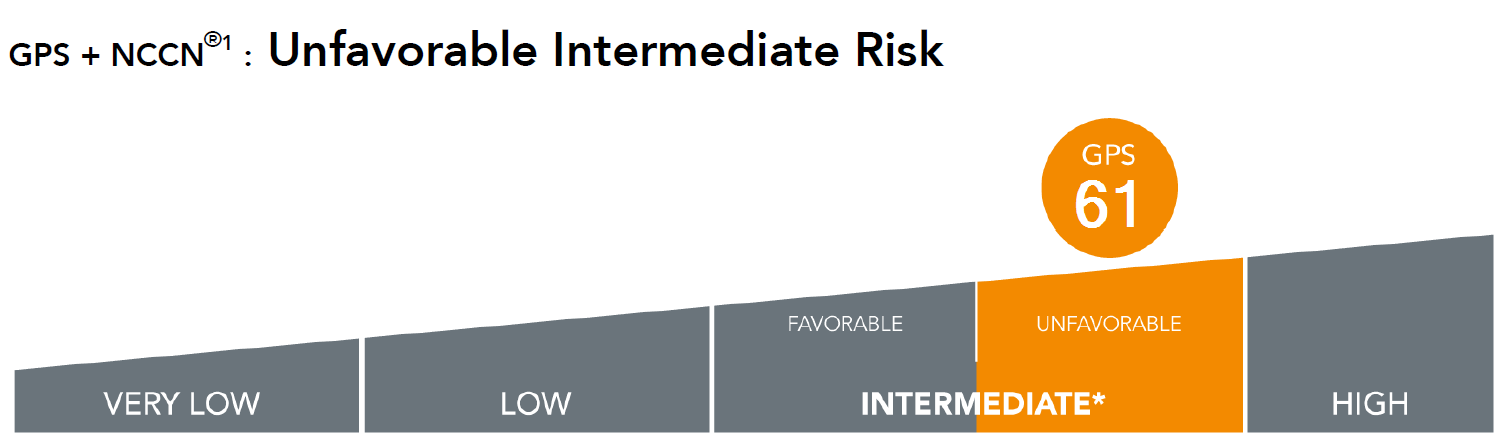 GPS + NCCN®1 : Unfavorable Intermediate Risk
GPS
61
FAVORABLE
UNFAVORABLE
VERY LOW
LOW
INTERMEDIATE*
HIGH